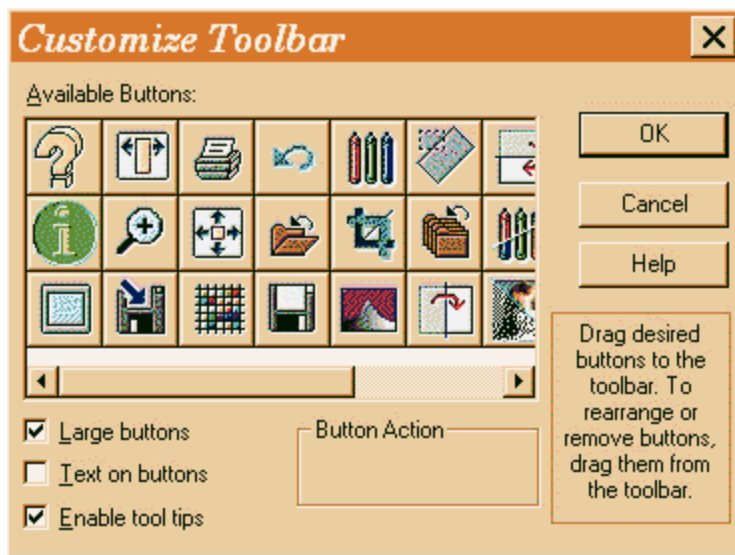 Customize Toolbar
Available Buttons:
OK
Cancel
Help
Drag desired
buttons to the
toolbar. To
rearrange or
remove buttons,
drag them from
the toolbar.
Large buttons
Text on buttons
Enable tool tips
Button Action